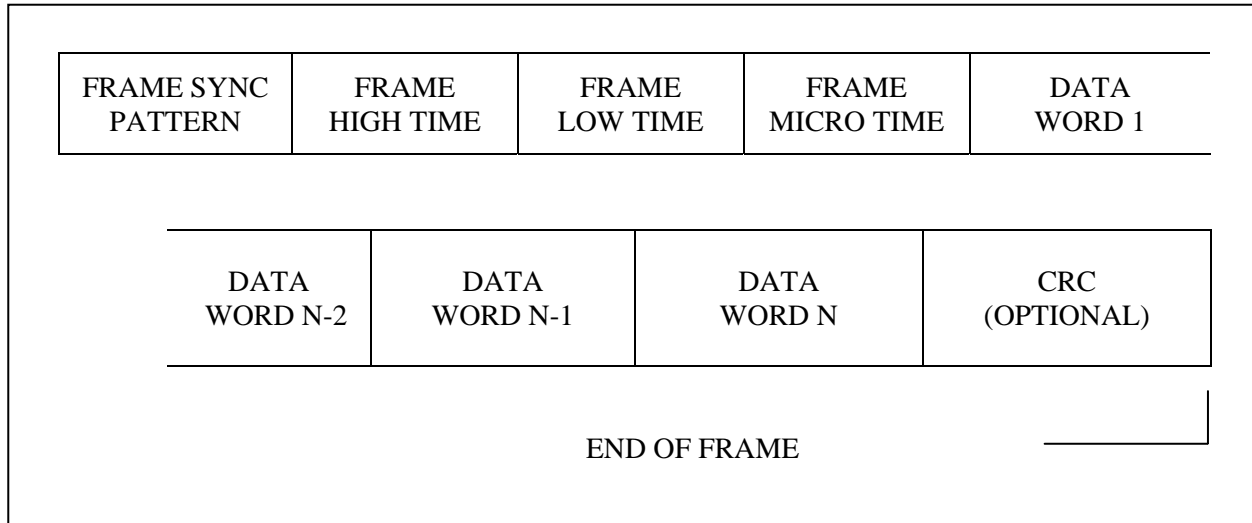 FRAME SYNC FRAME FRAME FRAME DATA
PATTERN HIGH TIME LOW TIME MICRO TIME WORD 1
DATA DATA DATA CRC
WORD N-2 WORD N-1 WORD N (OPTIONAL)
END OF FRAME